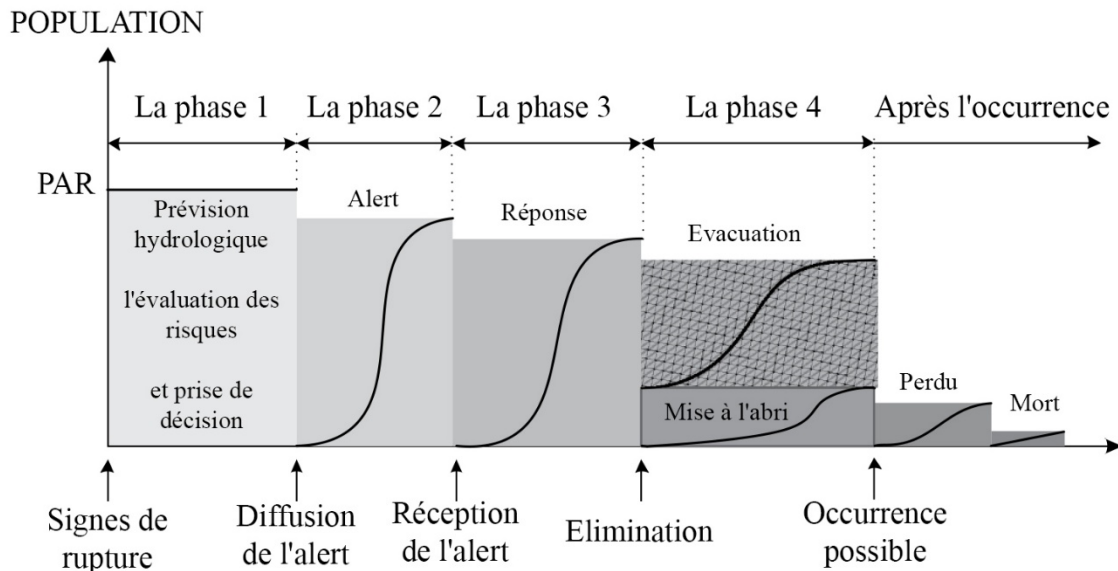 POPULATION
La phase 1
La phase 2
La phase 3
La phase 4
Après l'occurrence
PAR
Prévision
hydrologique
l'évaluation des
risques
et prise de
décision
Alert
Réponse
Evacuation
Mise à l'abri
Perdu
Mort
Signes de
rupture
Diffusion
de l'alert
Réception
de l'alert
Elimination
Occurrence
possible